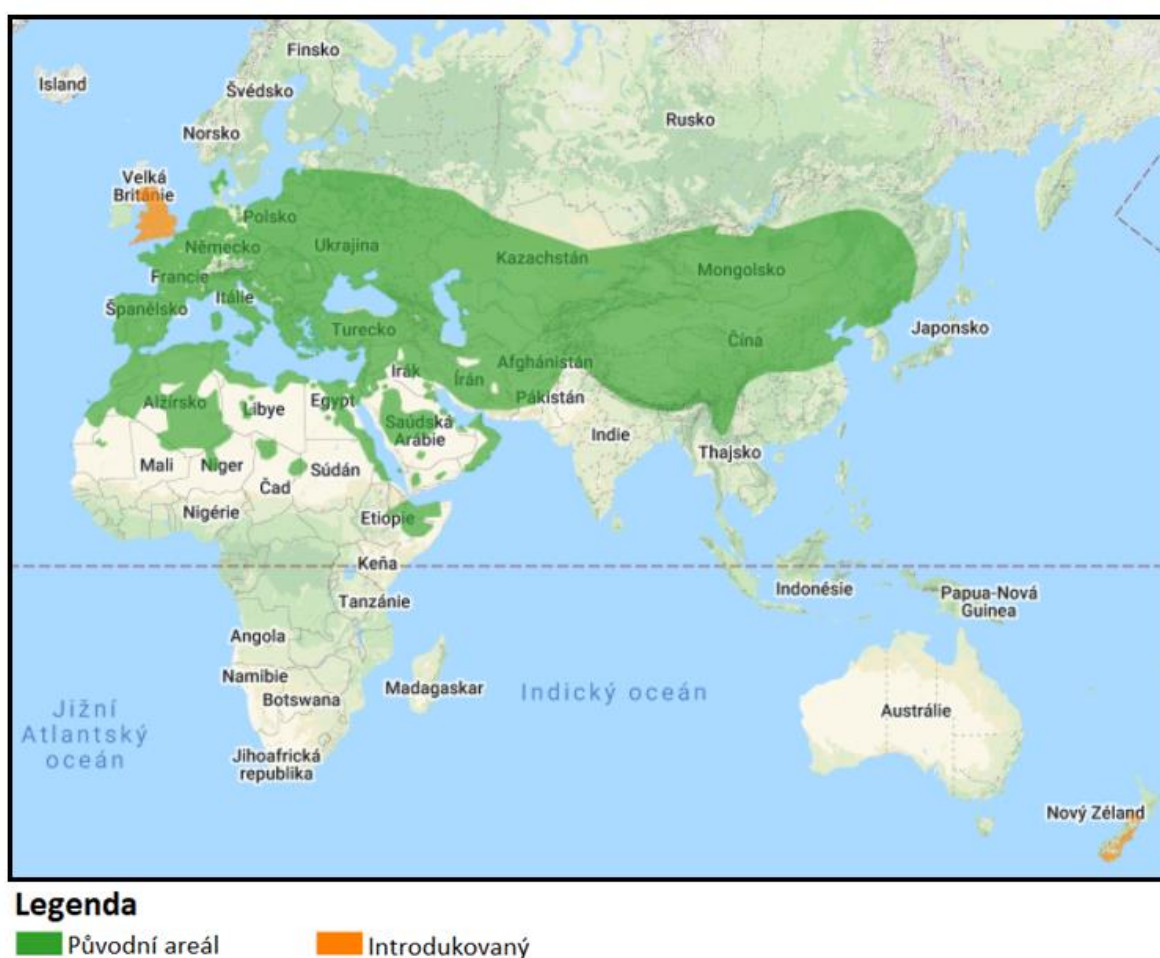 Finsko
Island
Švédsko
Norsko
Rusko
Velká
Británie
Polsko
Německo
Ukrajina
Kazachstán
Mongolsko
Francie
Itálie
Španělsko
Turecko
Japonsko
Čína
Afghánistán
Irák
Írán
Pákistán
Alžírsko
Libye
Egypt
Saúdská
Arábie
Indie
Thajsko
Mali
Niger
Čad
Súdán
Nigérie
Etiopie
Keňa
Indonésie
Papua-Nová
Guinea
Tanzánie
Angola
Namibie
Botswana
Madagaskar
Indický oceán
Austrálie
Jižní
Atlantský
oceán
Jihoafrická
republika
Nový Zéland
Legenda
Původní areál
Introdukovaný